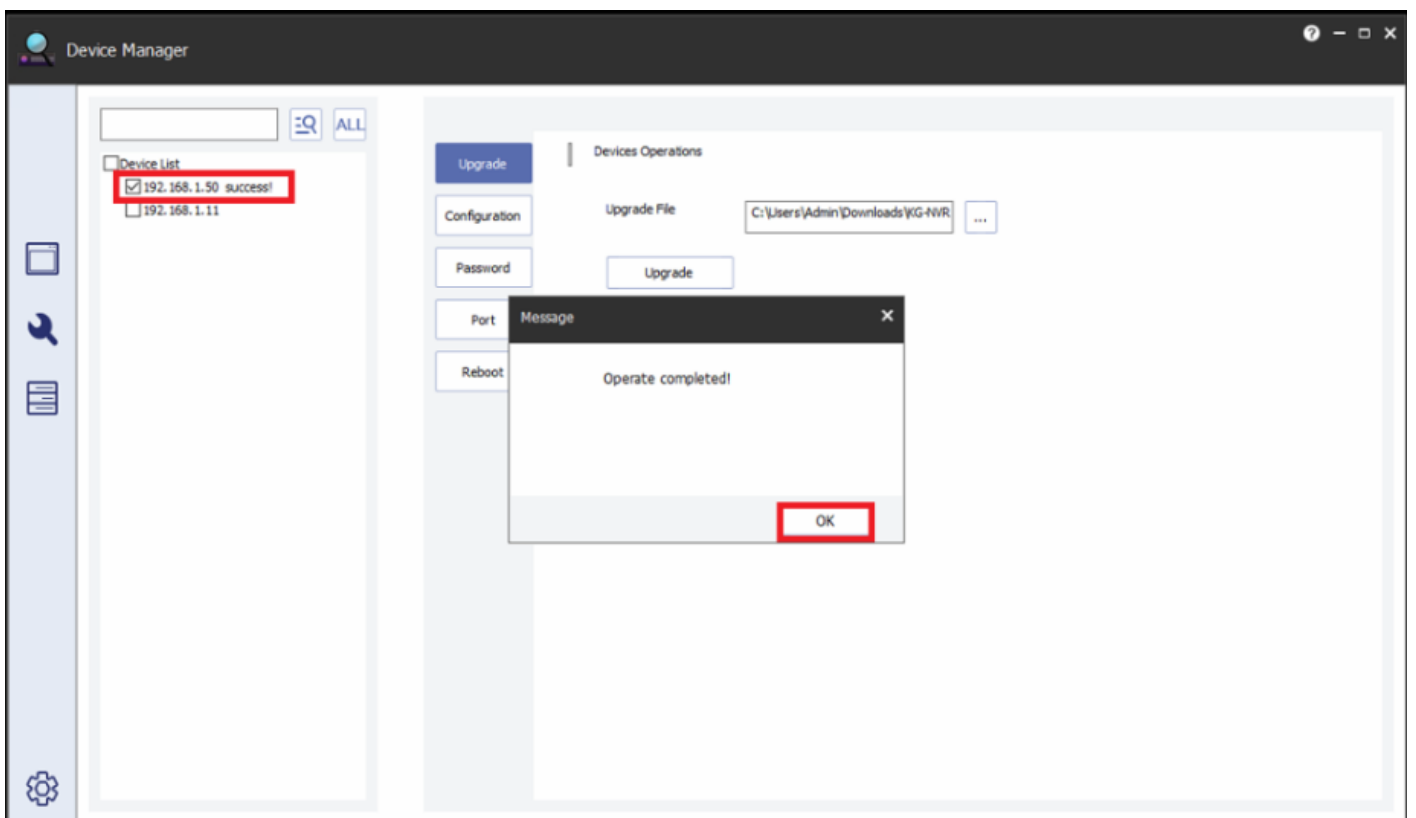 Device Manager
ALL
Device List
192.168.1.50 success!
192.168.1.11
Upgrade
Configuration
Password
Port
Reboot
Devices Operations
Upgrade File
C:\Users\Admin\Downloads\KG-NVR
...
Upgrade
Message
Operate completed!
OK